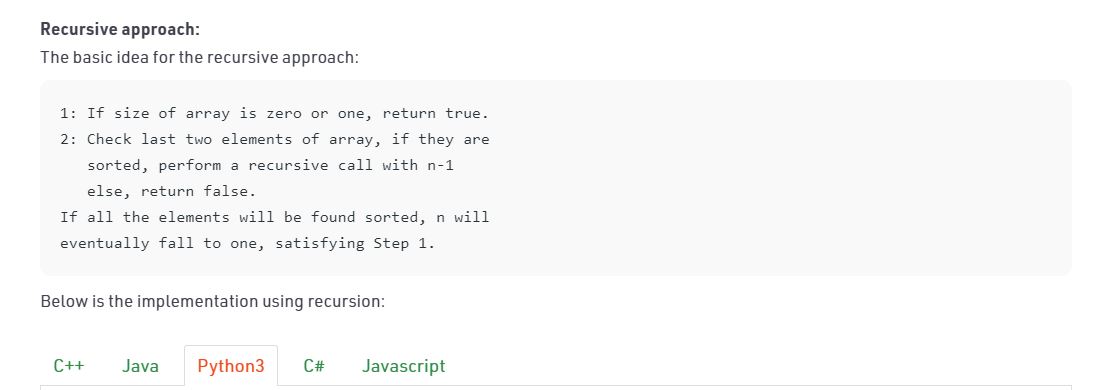 Recursive approach:
The basic idea for the recursive approach:
1: If size of array is zero or one, return true.
2: Check last two elements of array, if they are
sorted, perform a recursive call with n-1
else, return false.
If all the elements will be found sorted, n will
eventually fall to one, satisfying Step 1.
Below is the implementation using recursion:
C++ Java Python3 C# Javascript